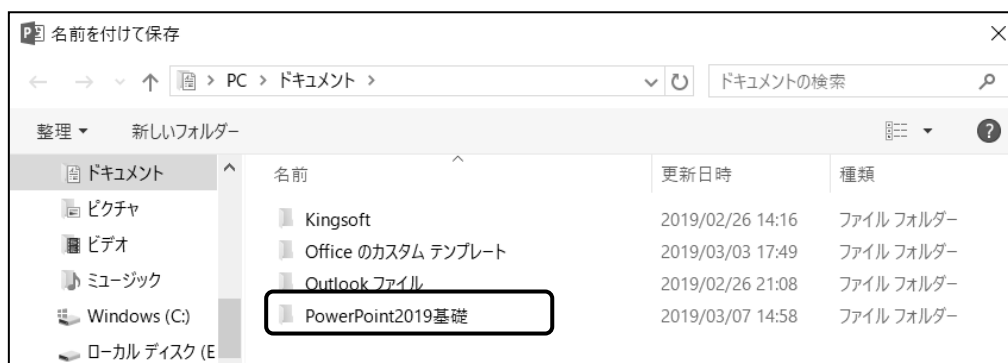 名前を付けて保存
PC > ドキュメント >
ドキュメントの検索
整理 新しいフォルダー
ドキュメント
ピクチャ
ビデオ
ミュージック
Windows (C:)
ローカル ディスク (E
名前 更新日時 種類
Kingsoft 2019/02/26 14:16 ファイル フォルダー
Office のカスタム テンプレート 2019/03/03 17:49 ファイル フォルダー
Outlook ファイル 2019/02/26 21:08 ファイル フォルダー
PowerPoint2019基礎 2019/03/07 14:58 ファイル フォルダー